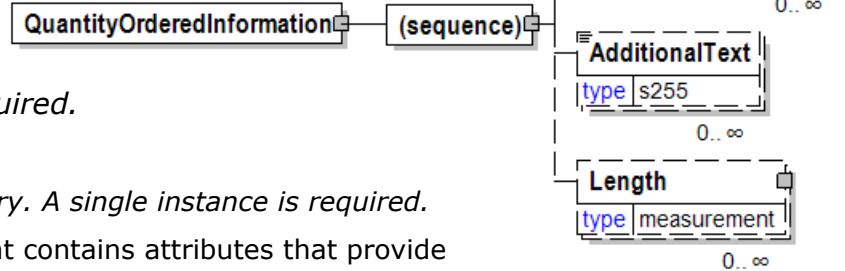 0.. ∞
QuantityOrderedInformation
(sequence)
AdditionalText
type s255
0.. ∞
uired.
Length
ry. A single instance is required.
type measurement
at contains attributes that provide
0.. ∞